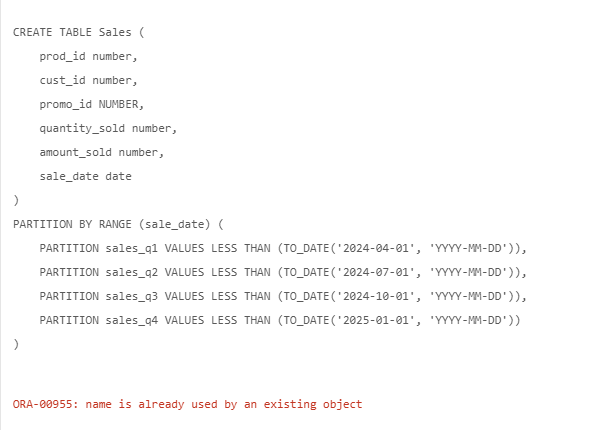 CREATE TABLE Sales (
prod_id number,
cust_id number,
promo_id NUMBER,
quantity_sold number,
amount_sold number,
sale_date date
)
PARTITION BY RANGE (sale_date) (
PARTITION sales_q1 VALUES LESS THAN (TO_DATE('2024-04-01', 'YYYY-MM-DD')),
PARTITION sales_q2 VALUES LESS THAN (TO_DATE('2024-07-01', 'YYYY-MM-DD')),
PARTITION sales_q3 VALUES LESS THAN (TO_DATE('2024-10-01', 'YYYY-MM-DD')),
PARTITION sales_q4 VALUES LESS THAN (TO_DATE('2025-01-01', 'YYYY-MM-DD'))
)
ORA-00955: name is already used by an existing object